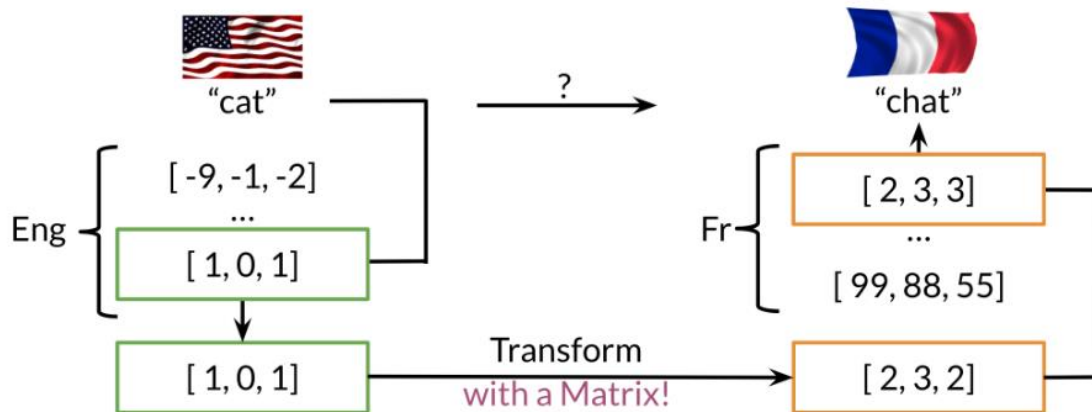 “cat”
?
“chat”
Eng
[ -9, -1, -2]
...
[ 1, 0, 1]
Fr
[ 2, 3, 3]
...
[ 99, 88, 55]
[ 1, 0, 1]
Transform
with a Matrix!
[ 2, 3, 2]